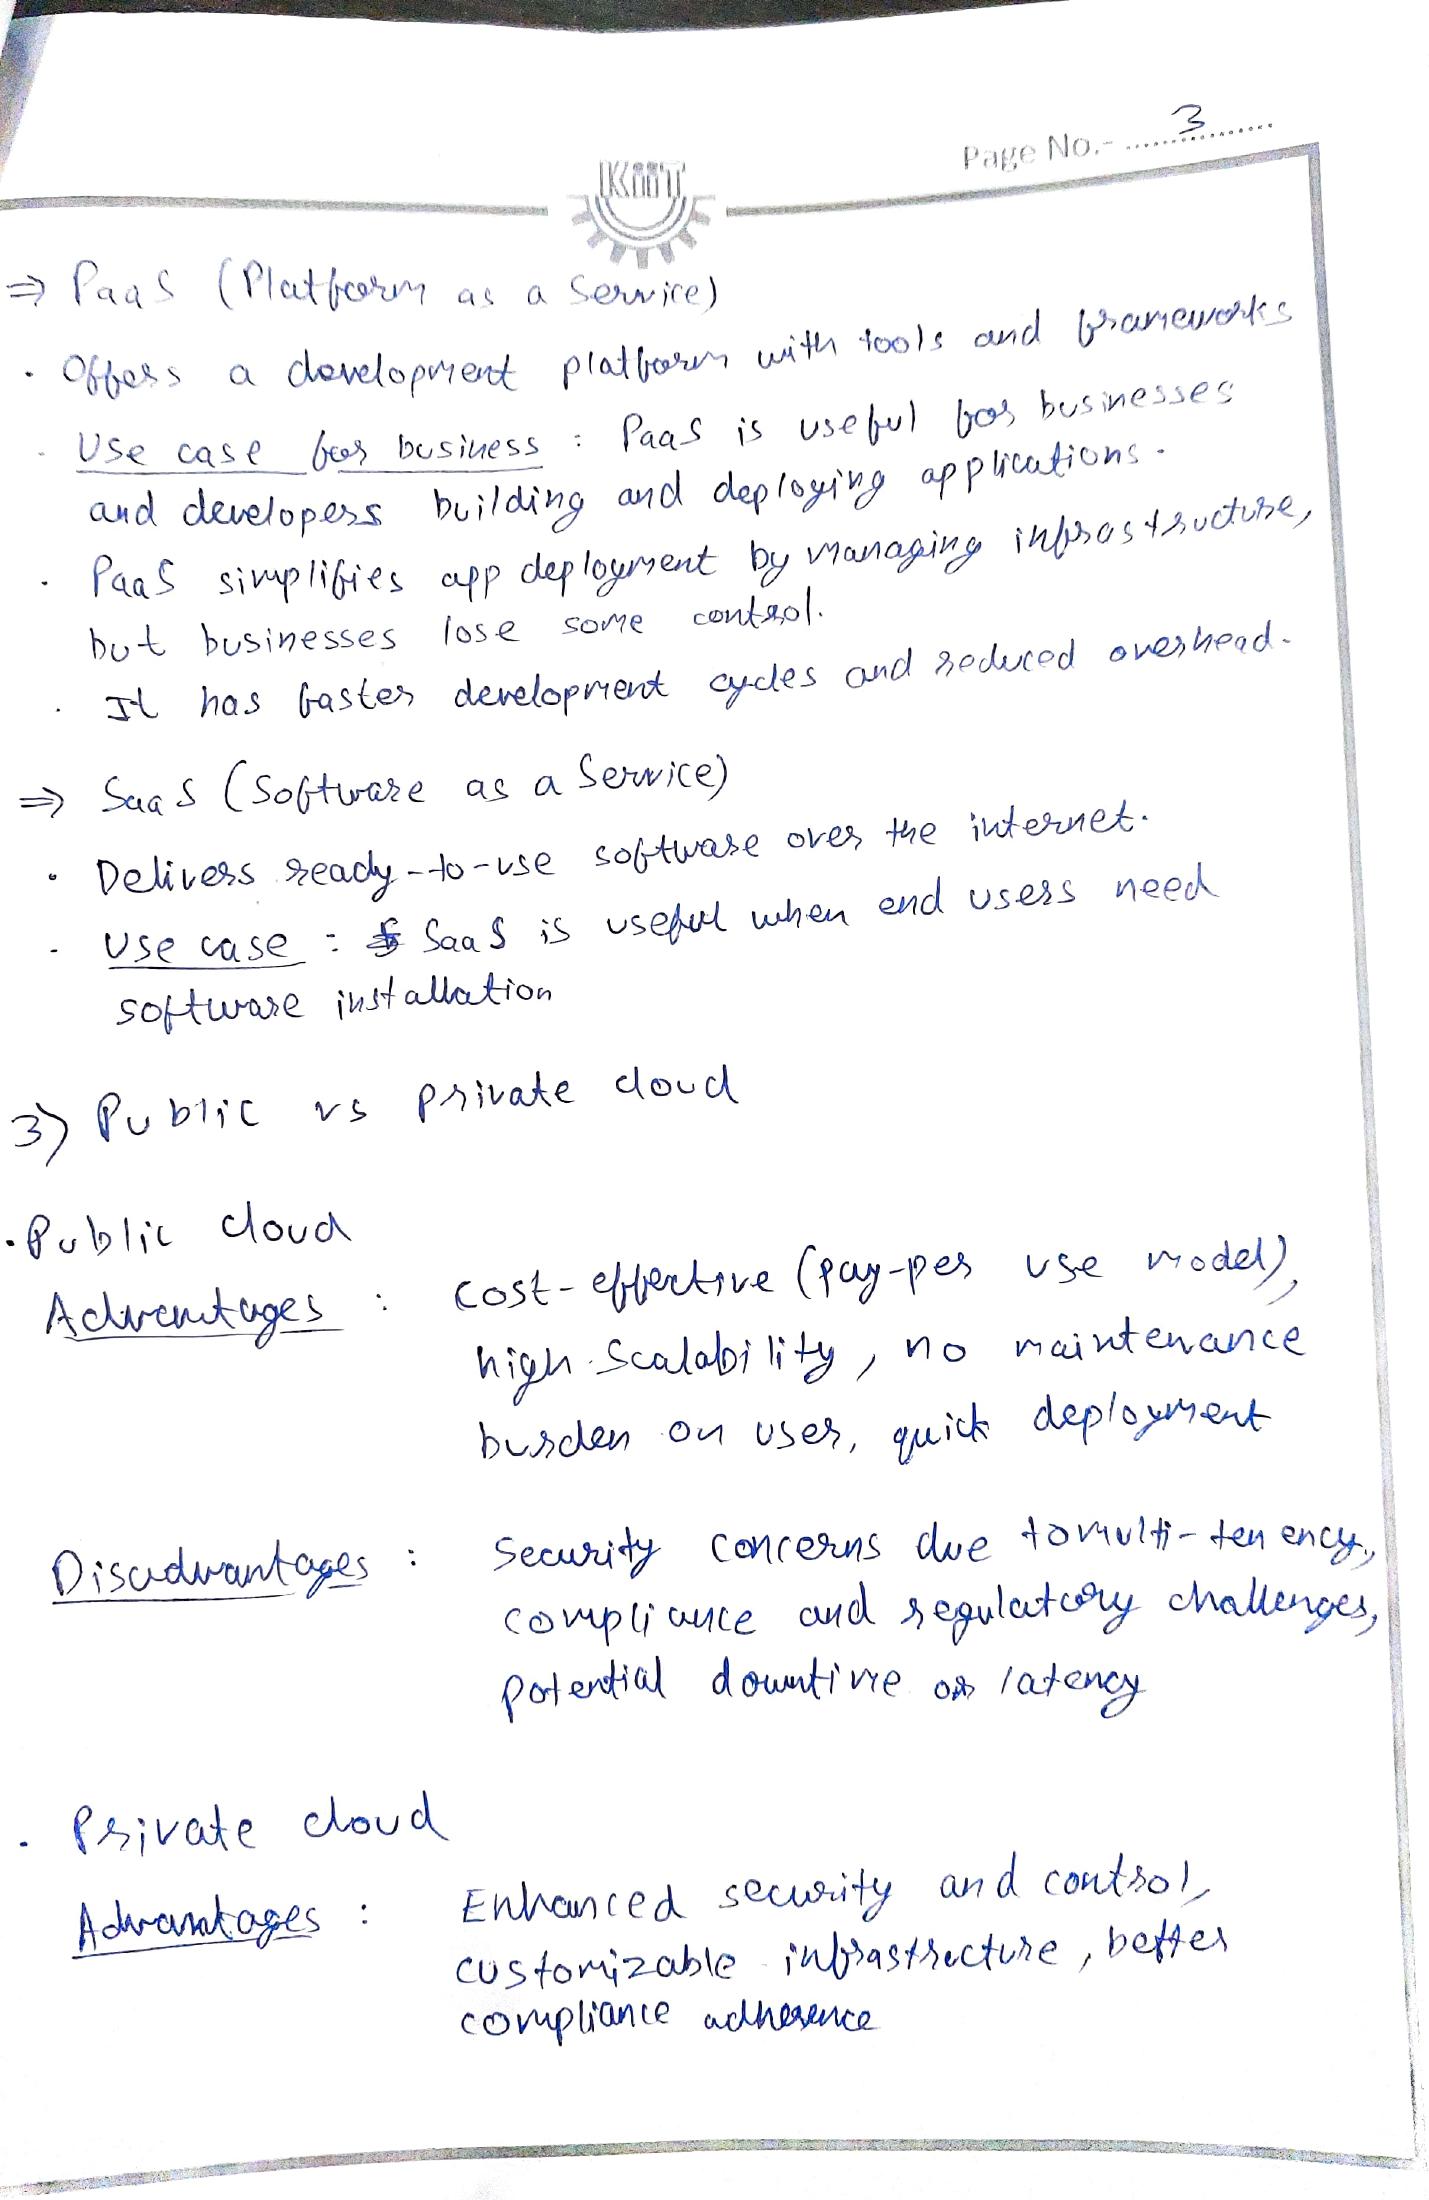 Page No.- ....3....
KIIT
⇒ PaaS (Platform as a Service)
• Offers a development platform with tools and frameworks
• Use case for business : PaaS is useful for businesses
and developers building and deploying applications.
• PaaS simplifies app deployment by managing infrastructure,
but businesses lose some control.
• It has faster development cycles and reduced overhead.
⇒ SaaS (Software as a Service)
• Delivers ready-to-use software over the internet.
• Use case : SaaS is useful when end users need
software installation
3) Public vs private cloud
• Public cloud
Advantages : cost-effective (pay-per use model),
high scalability, no maintenance
burden on user, quick deployment
Disadvantages : Security concerns due to multi-tenency,
compliance and regulatory challenges,
potential downtime or latency
• Private cloud
Advantages : Enhanced security and control,
customizable infrastructure, better
compliance adherence